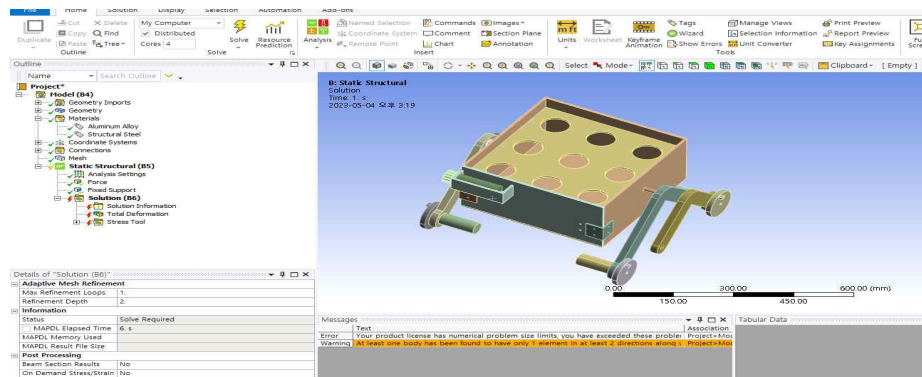 File Home Solution Display Selection Automation Add-ons
Duplicate Cut Delete My Computer Solve Resource Prediction Analysis Named Selection Commands Images Units Worksheet Keyframe Animation Tags Manage Views Print Preview
Copy Find Distributed Coordinate System Comment Section Plane Wizard Selection Information Report Preview Key Assignments
Paste Tree Cores 4 Remote Point Chart Annotation Show Errors Unit Converter
Outline Solve Insert Tools
Outline
Name Search Outline
Select Mode Clipboard [ Empty ]
Project*
Model (B4)
Geometry Imports
Geometry
Materials
Aluminum Alloy
Structural Steel
Coordinate Systems
Connections
Mesh
Static Structural (B5)
Analysis Settings
Force
Fixed Support
Solution (B6)
Solution Information
Total Deformation
Stress Tool
B: Static Structural
Solution
Time: 1. s
2023-05-04 오후 3:19
0.00 300.00 600.00 (mm)
150.00 450.00
Details of "Solution (B6)"
Adaptive Mesh Refinement
Max Refinement Loops 1.
Refinement Depth 2.
Information
Status Solve Required
MAPDL Elapsed Time 6. s
MAPDL Memory Used
MAPDL Result File Size
Post Processing
Beam Section Results No
On Demand Stress/Strain No
Messages
Text Association
Error Your product license has numerical problem size limits, you have exceeded these Project>Mo
Warning At least one body has been found to have only 1 element in at least 2 directions along Project>Mo
Tabular Data